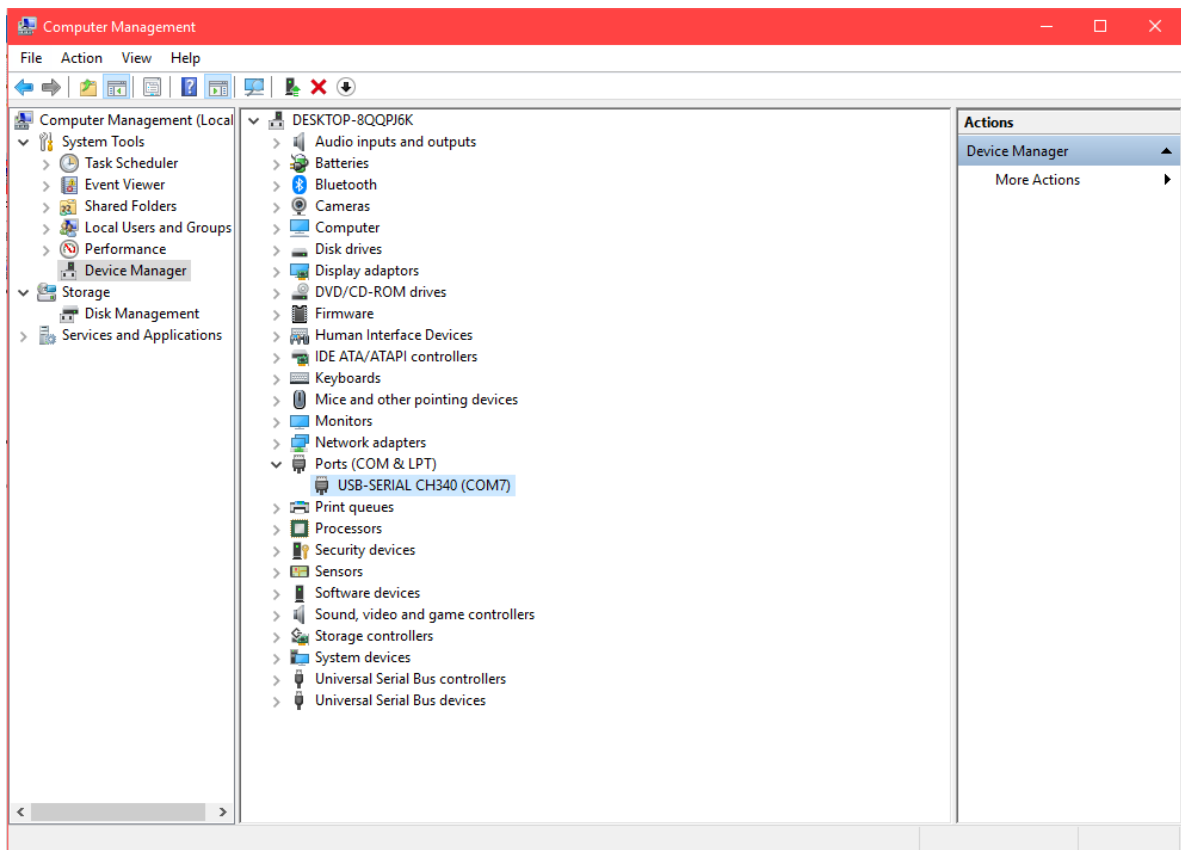 Computer Management
File Action View Help
Computer Management (Local
System Tools
Task Scheduler
Event Viewer
Shared Folders
Local Users and Groups
Performance
Device Manager
Storage
Disk Management
Services and Applications
DESKTOP-8QQPJ6K
Audio inputs and outputs
Batteries
Bluetooth
Cameras
Computer
Disk drives
Display adaptors
DVD/CD-ROM drives
Firmware
Human Interface Devices
IDE ATA/ATAPI controllers
Keyboards
Mice and other pointing devices
Monitors
Network adapters
Ports (COM & LPT)
USB-SERIAL CH340 (COM7)
Print queues
Processors
Security devices
Sensors
Software devices
Sound, video and game controllers
Storage controllers
System devices
Universal Serial Bus controllers
Universal Serial Bus devices
Actions
Device Manager
More Actions